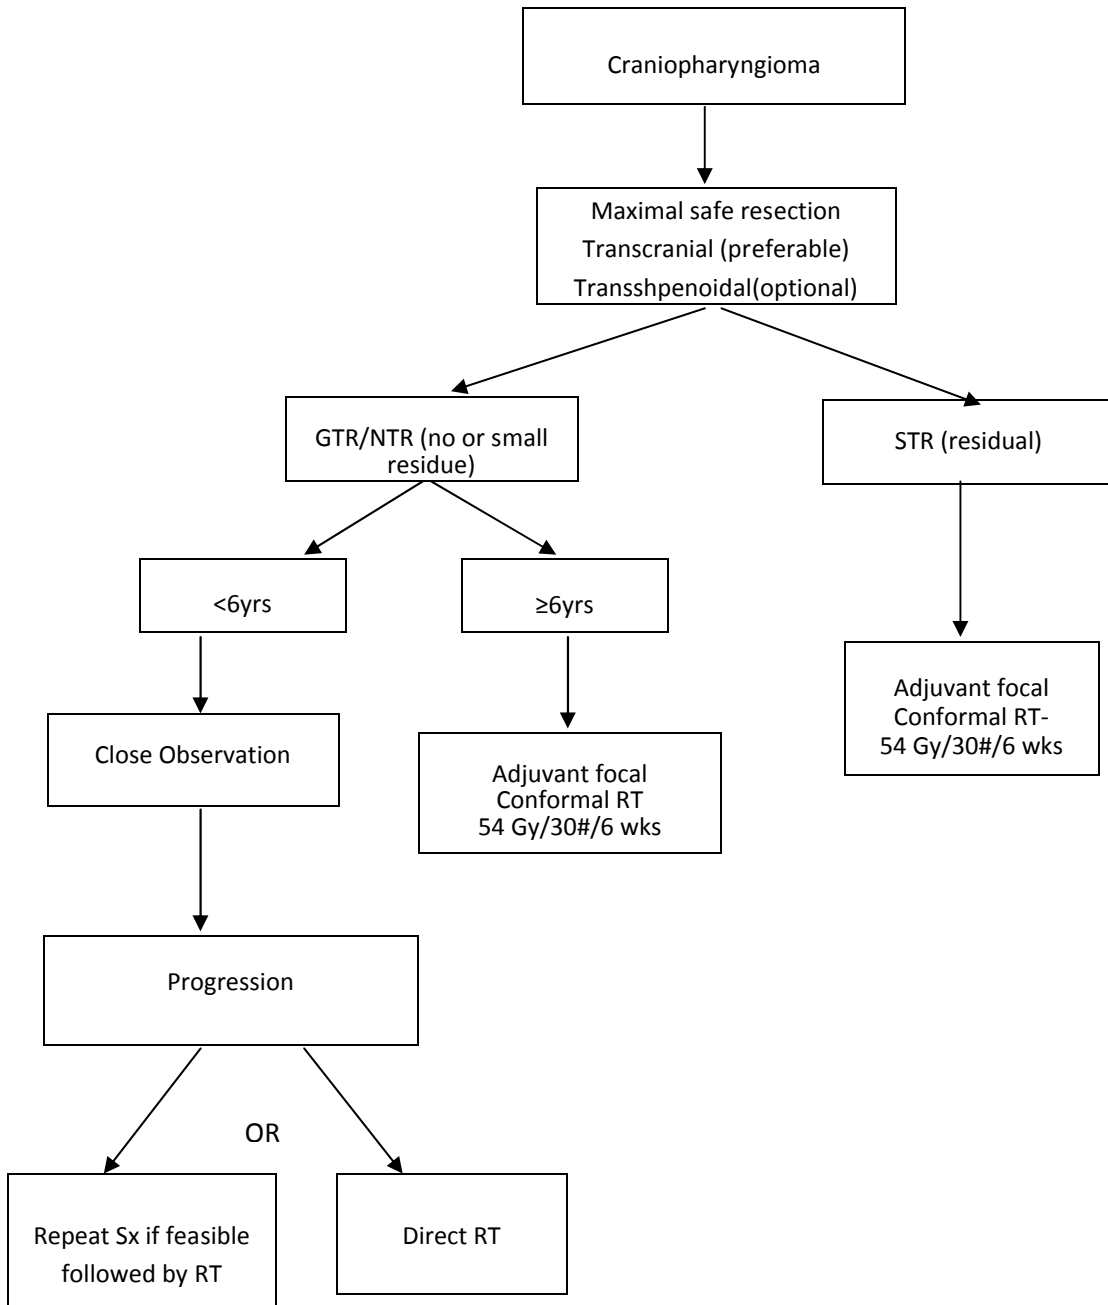 Craniopharyngioma
Maximal safe resection
Transcranial (preferable)
Transshpenoidal(optional)
GTR/NTR (no or small
residue)
STR (residual)
<6yrs
≥6yrs
Close Observation
Adjuvant focal
Conformal RT
54 Gy/30#/6 wks
Adjuvant focal
Conformal RT-
54 Gy/30#/6 wks
Progression
OR
Repeat Sx if feasible
followed by RT
Direct RT